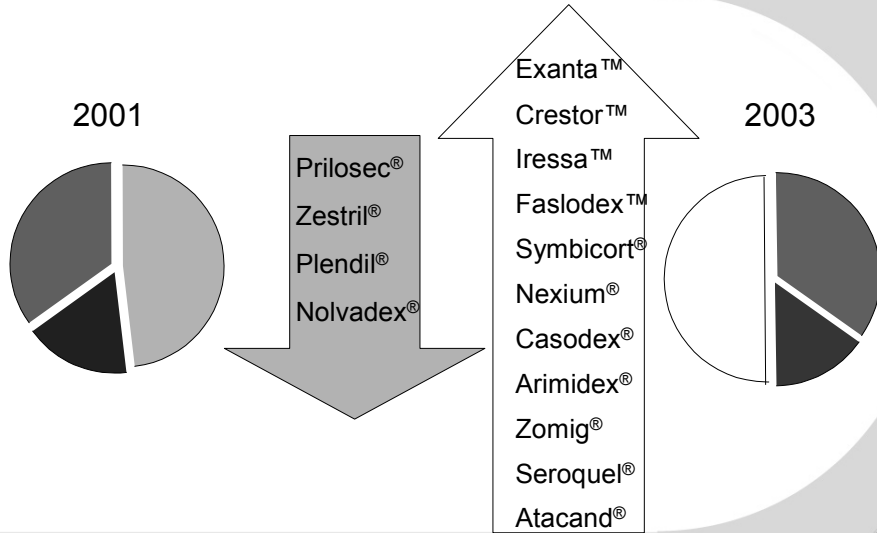 2001
Prilosec®
Zestril®
Plendil®
Nolvadex®
Exanta™
Crestor™
Iressa™
Faslodex™
Symbicort®
Nexium®
Casodex®
Arimidex®
Zomig®
Seroquel®
Atacand®
2003